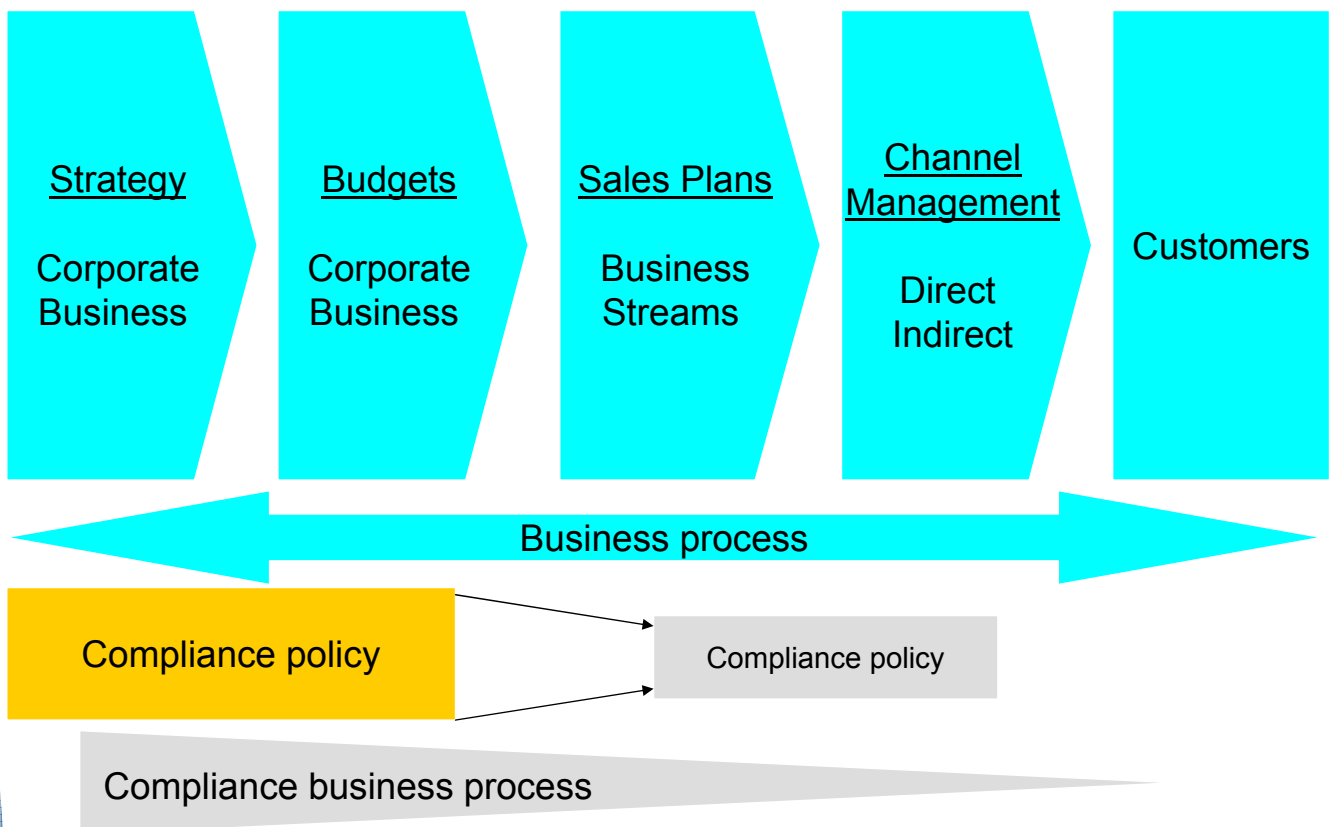 Strategy
Corporate
Business
Budgets
Corporate
Business
Sales Plans
Business
Streams
Channel
Management
Direct
Indirect
Customers
Business process
Compliance policy
Compliance policy
Compliance business process